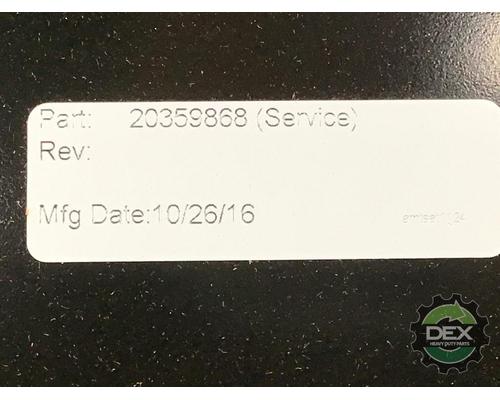 Part: 20359868 (Service)
Rev:
Mfg Date:10/26/16
DEX
HEAVY DUTY PARTS